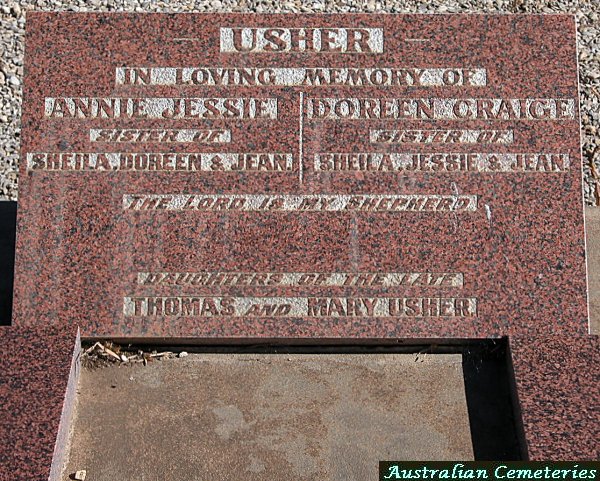 USHER
IN LOVING MEMORY OF
ANNIE JESSIE
SISTER OF
SHEILA, DOREEN & JEAN.
DOREEN CRAIGE
SISTER OF
SHEILA, JESSIE & JEAN.
THE LORD IS MY SHEPHERD
DAUGHTERS OF THE LATE
THOMAS AND MARY USHER.
Australian Cemeteries